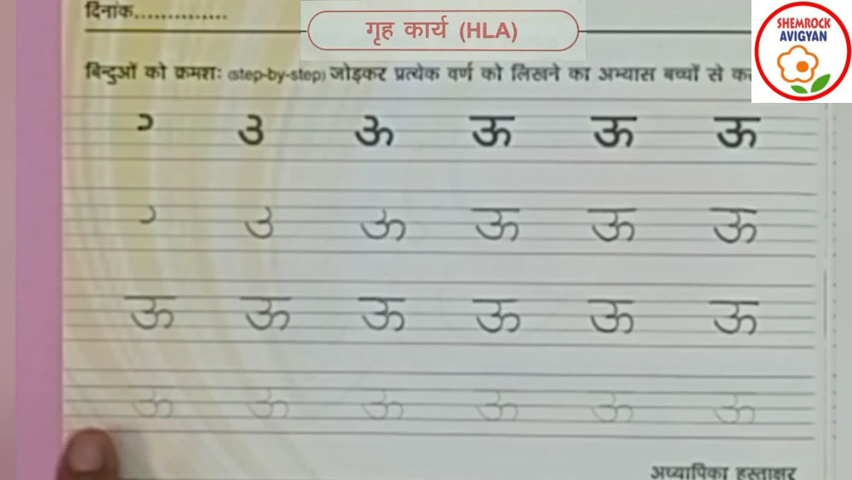 दिनांक..............
गृह कार्य (HLA)
SHEMROCK
AVIGYAN
बिन्दुओं को क्रमशः (step-by-step) जोड़कर प्रत्येक वर्ण को लिखने का अभ्यास बच्चों से
उ ऊ ऊ ऊ ऊ
उ ऊ ऊ ऊ ऊ
ऊ ऊ ऊ ऊ ऊ ऊ
ऊ ऊ ऊ ऊ ऊ ऊ
अध्यापिका हस्ताक्षर